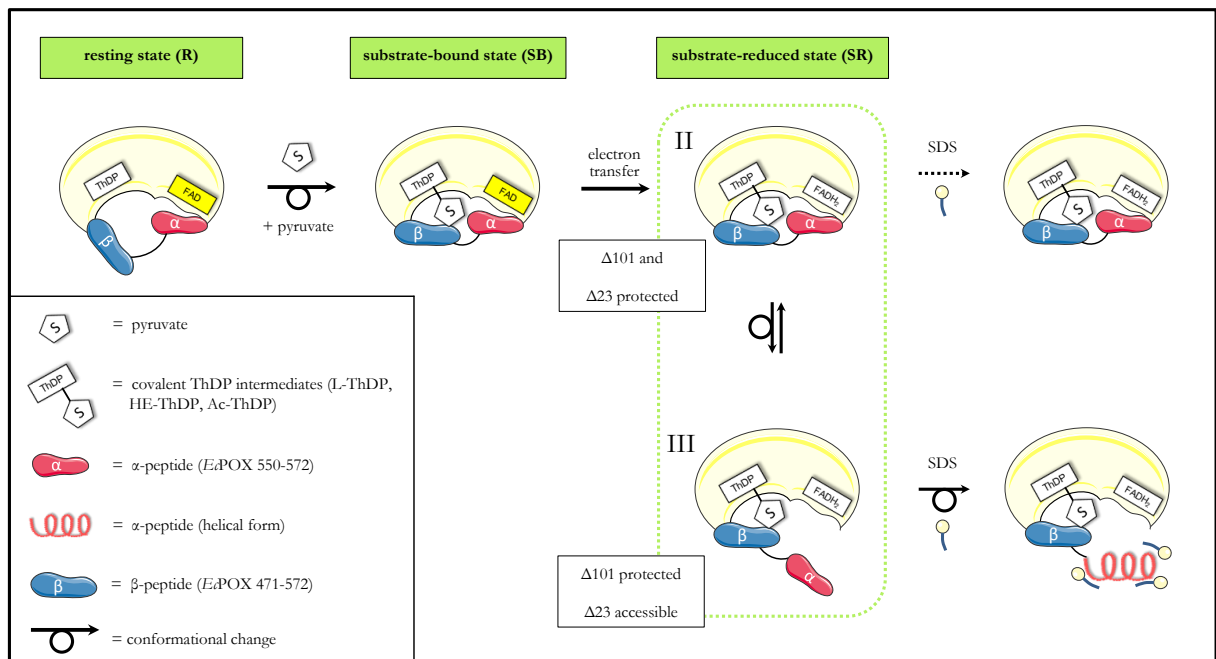 resting state (R)
substrate-bound state (SB)
substrate-reduced state (SR)
ThDP
FAD
α
β
S
+ pyruvate
ThDP
FAD
S
β
α
electron
transfer
II
ThDP
FADH₂
S
β
α
SDS
ThDP
FADH₂
S
β
α
Δ101 and
Δ23 protected
III
ThDP
FADH₂
S
β
α
SDS
ThDP
FADH₂
S
β
Δ101 protected
Δ23 accessible
S
= pyruvate
ThDP
S
= covalent ThDP intermediates (L-ThDP,
HE-ThDP, Ac-ThDP)
α
= α-peptide (EcPOX 550-572)
= α-peptide (helical form)
β
= β-peptide (EcPOX 471-572)
= conformational change